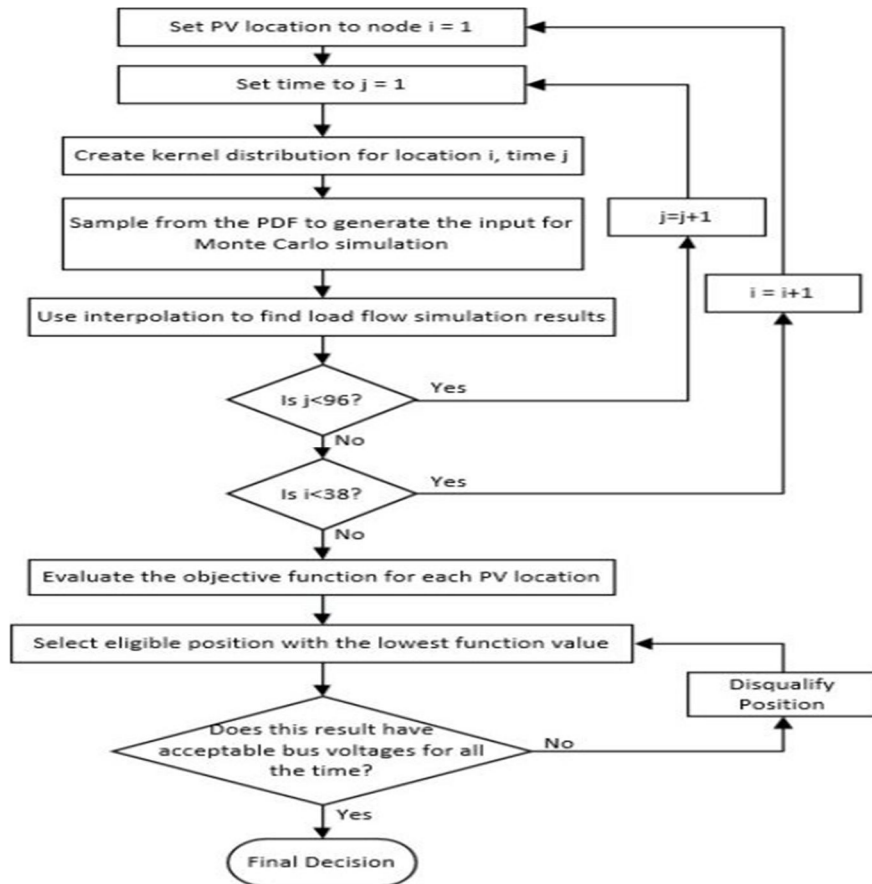 Set PV location to node i = 1
Set time to j = 1
Create kernel distribution for location i, time j
Sample from the PDF to generate the input for
Monte Carlo simulation
j=j+1
i = i+1
Use interpolation to find load flow simulation results
Is j<96?
Yes
No
Is i<38?
Yes
No
Evaluate the objective function for each PV location
Select eligible position with the lowest function value
Disqualify
Position
Does this result have
acceptable bus voltages for all
the time?
No
Yes
Final Decision